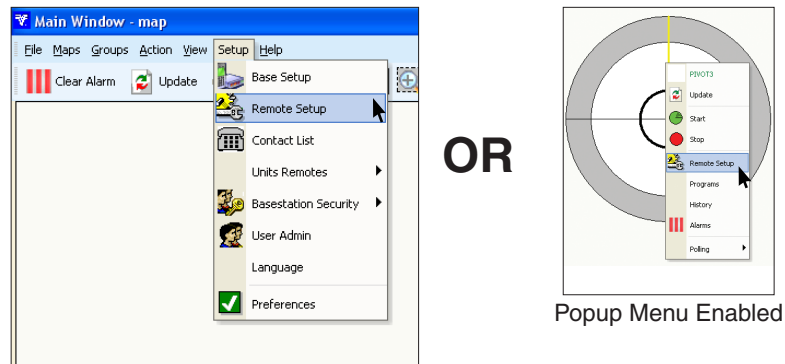 Main Window - map
File Maps Groups Action View Setup Help
Clear Alarm Update
Base Setup
Remote Setup
Contact List
Units Remotes
Basestation Security
User Admin
Language
Preferences
OR
PIVOT3
Update
Start
Stop
Remote Setup
Programs
History
Alarms
Polling
Popup Menu Enabled